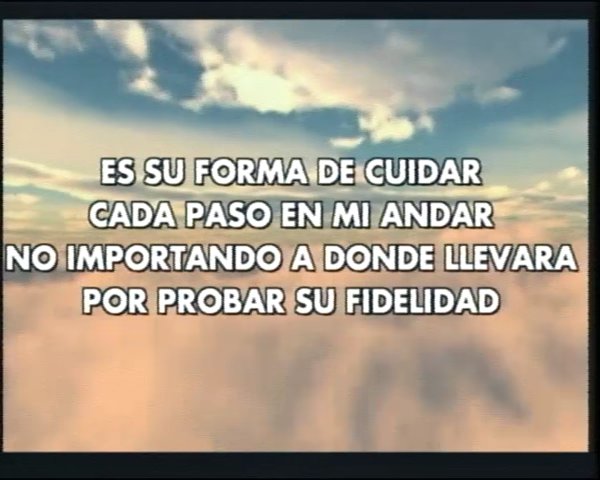 ES SU FORMA DE CUIDAR
CADA PASO EN MI ANDAR
NO IMPORTANDO A DONDE LLEVARA
POR PROBAR SU FIDELIDAD